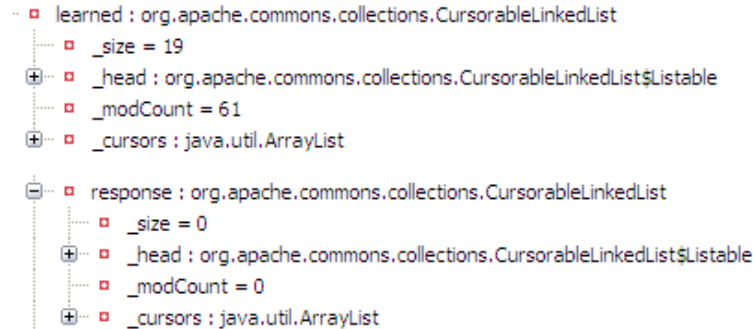 learned : org.apache.commons.collections.CursorableLinkedList
_size = 19
_head : org.apache.commons.collections.CursorableLinkedList$Listable
_modCount = 61
_cursors : java.util.ArrayList
response : org.apache.commons.collections.CursorableLinkedList
_size = 0
_head : org.apache.commons.collections.CursorableLinkedList$Listable
_modCount = 0
_cursors : java.util.ArrayList